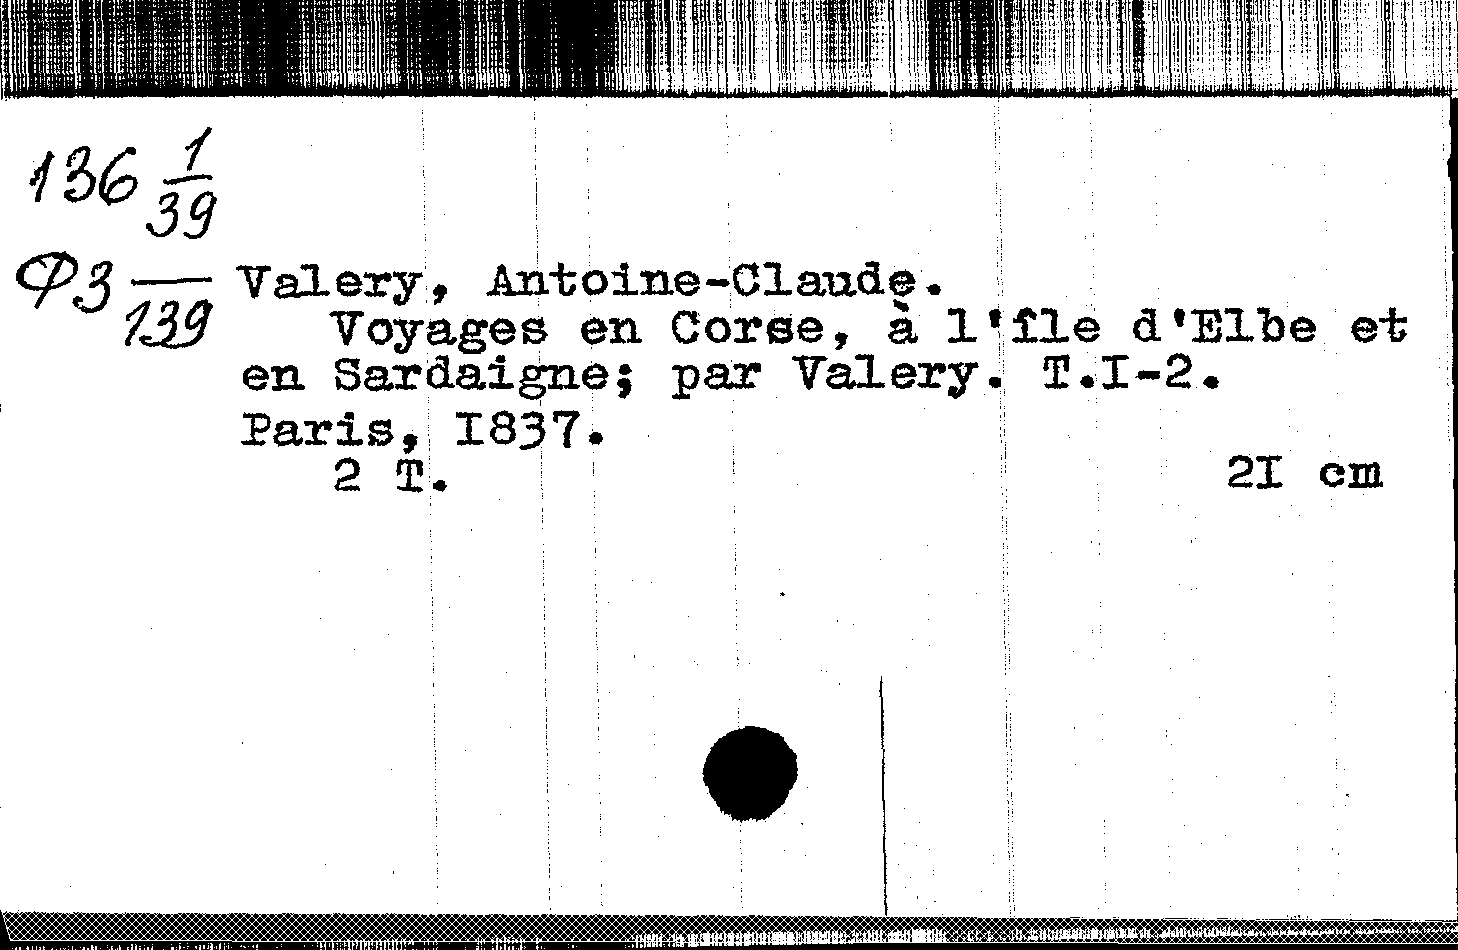 136 1/39
Ф3 —/139
Valery, Antoine-Claude.
Voyages en Corse, à l'île d'Elbe et
en Sardaigne; par Valery. T.I-2.
Paris, I837.
2 T. 2I cm